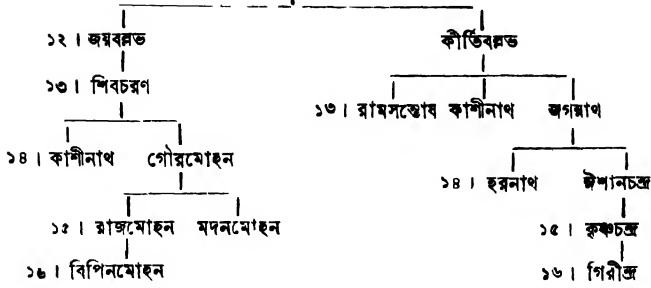 ১২। জয়বল্লভ কীর্তিবল্লভ
১৩। শিবচরণ
১৩। রামসন্তোষ কাশীনাথ জগন্নাথ
১৪। কাশীনাথ গৌরমোহন
১৪। হরনাথ ঈশানচন্দ্র
১৫। রাজমোহন মদনমোহন ১৫। কৃষ্ণচন্দ্র
১৬। বিপিনমোহন ১৬। গিরীন্দ্র